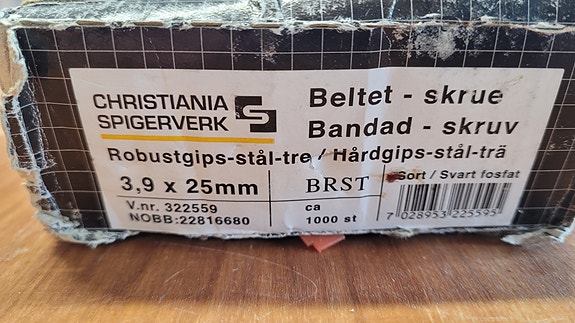 CHRISTIANIA
SPIGERVERK
Beltet - skrue
Bandad - skruv
Robustgips-stål-tre / Hårdgips-stål-trä
3,9 x 25mm
BRST
Sort / Svart fosfat
V.nr. 322559
NOBB:22816680
ca
1000 st
7 028953 225595